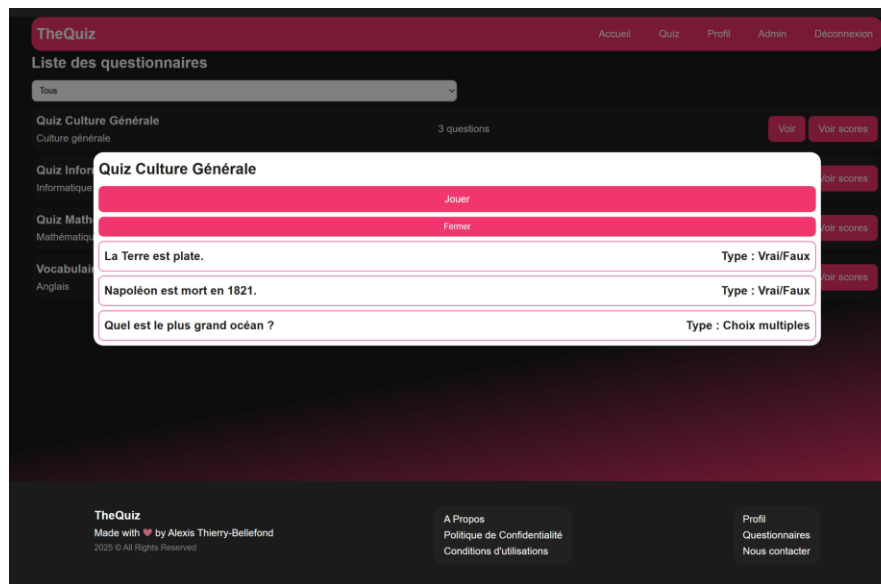 TheQuiz
Accueil Quiz Profil Admin Déconnexion
Liste des questionnaires
Tous
Quiz Culture Générale
Culture générale
3 questions
Voir Voir scores
Quiz Infor
Informatique
Voir scores
Quiz Math
Mathématiqu
Voir scores
Vocabulai
Anglais
Voir scores
Quiz Culture Générale
Jouer
Fermer
La Terre est plate. Type : Vrai/Faux
Napoléon est mort en 1821. Type : Vrai/Faux
Quel est le plus grand océan ? Type : Choix multiples
TheQuiz
Made with ❤ by Alexis Thierry-Bellefond
2025 © All Rights Reserved
A Propos
Politique de Confidentialité
Conditions d'utilisations
Profil
Questionnaires
Nous contacter